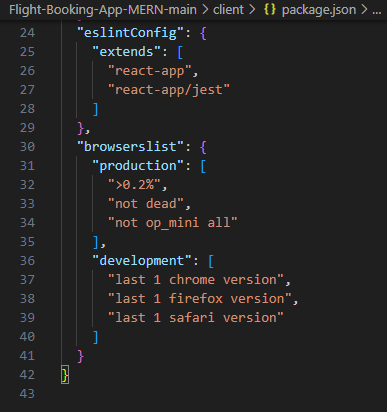 Flight-Booking-App-MERN-main > client > {} package.json > ...
24 "eslintConfig": {
25 "extends": [
26 "react-app",
27 "react-app/jest"
28 ]
29 },
30 "browserslist": {
31 "production": [
32 ">0.2%",
33 "not dead",
34 "not op_mini all"
35 ],
36 "development": [
37 "last 1 chrome version",
38 "last 1 firefox version",
39 "last 1 safari version"
40 ]
41 }
42 }
43